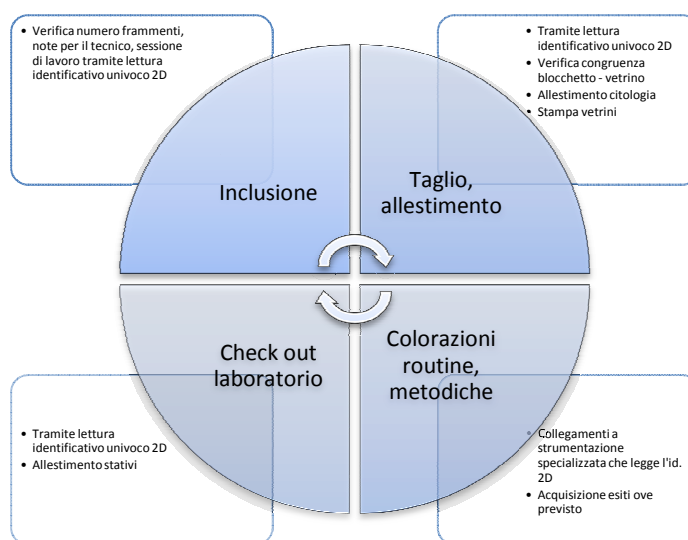 • Verifica numero frammenti,
note per il tecnico, sessione
di lavoro tramite lettura
identificativo univoco 2D
• Tramite lettura
identificativo univoco 2D
• Verifica congruenza
blocchetto - vetrino
• Allestimento citologia
• Stampa vetrini
Inclusione
Taglio,
allestimento
Check out
laboratorio
Colorazioni
routine,
metodiche
• Tramite lettura
identificativo univoco 2D
• Allestimento stativi
• Collegamenti a
strumentazione
specializzata che legge l'id.
2D
• Acquisizione esiti ove
previsto